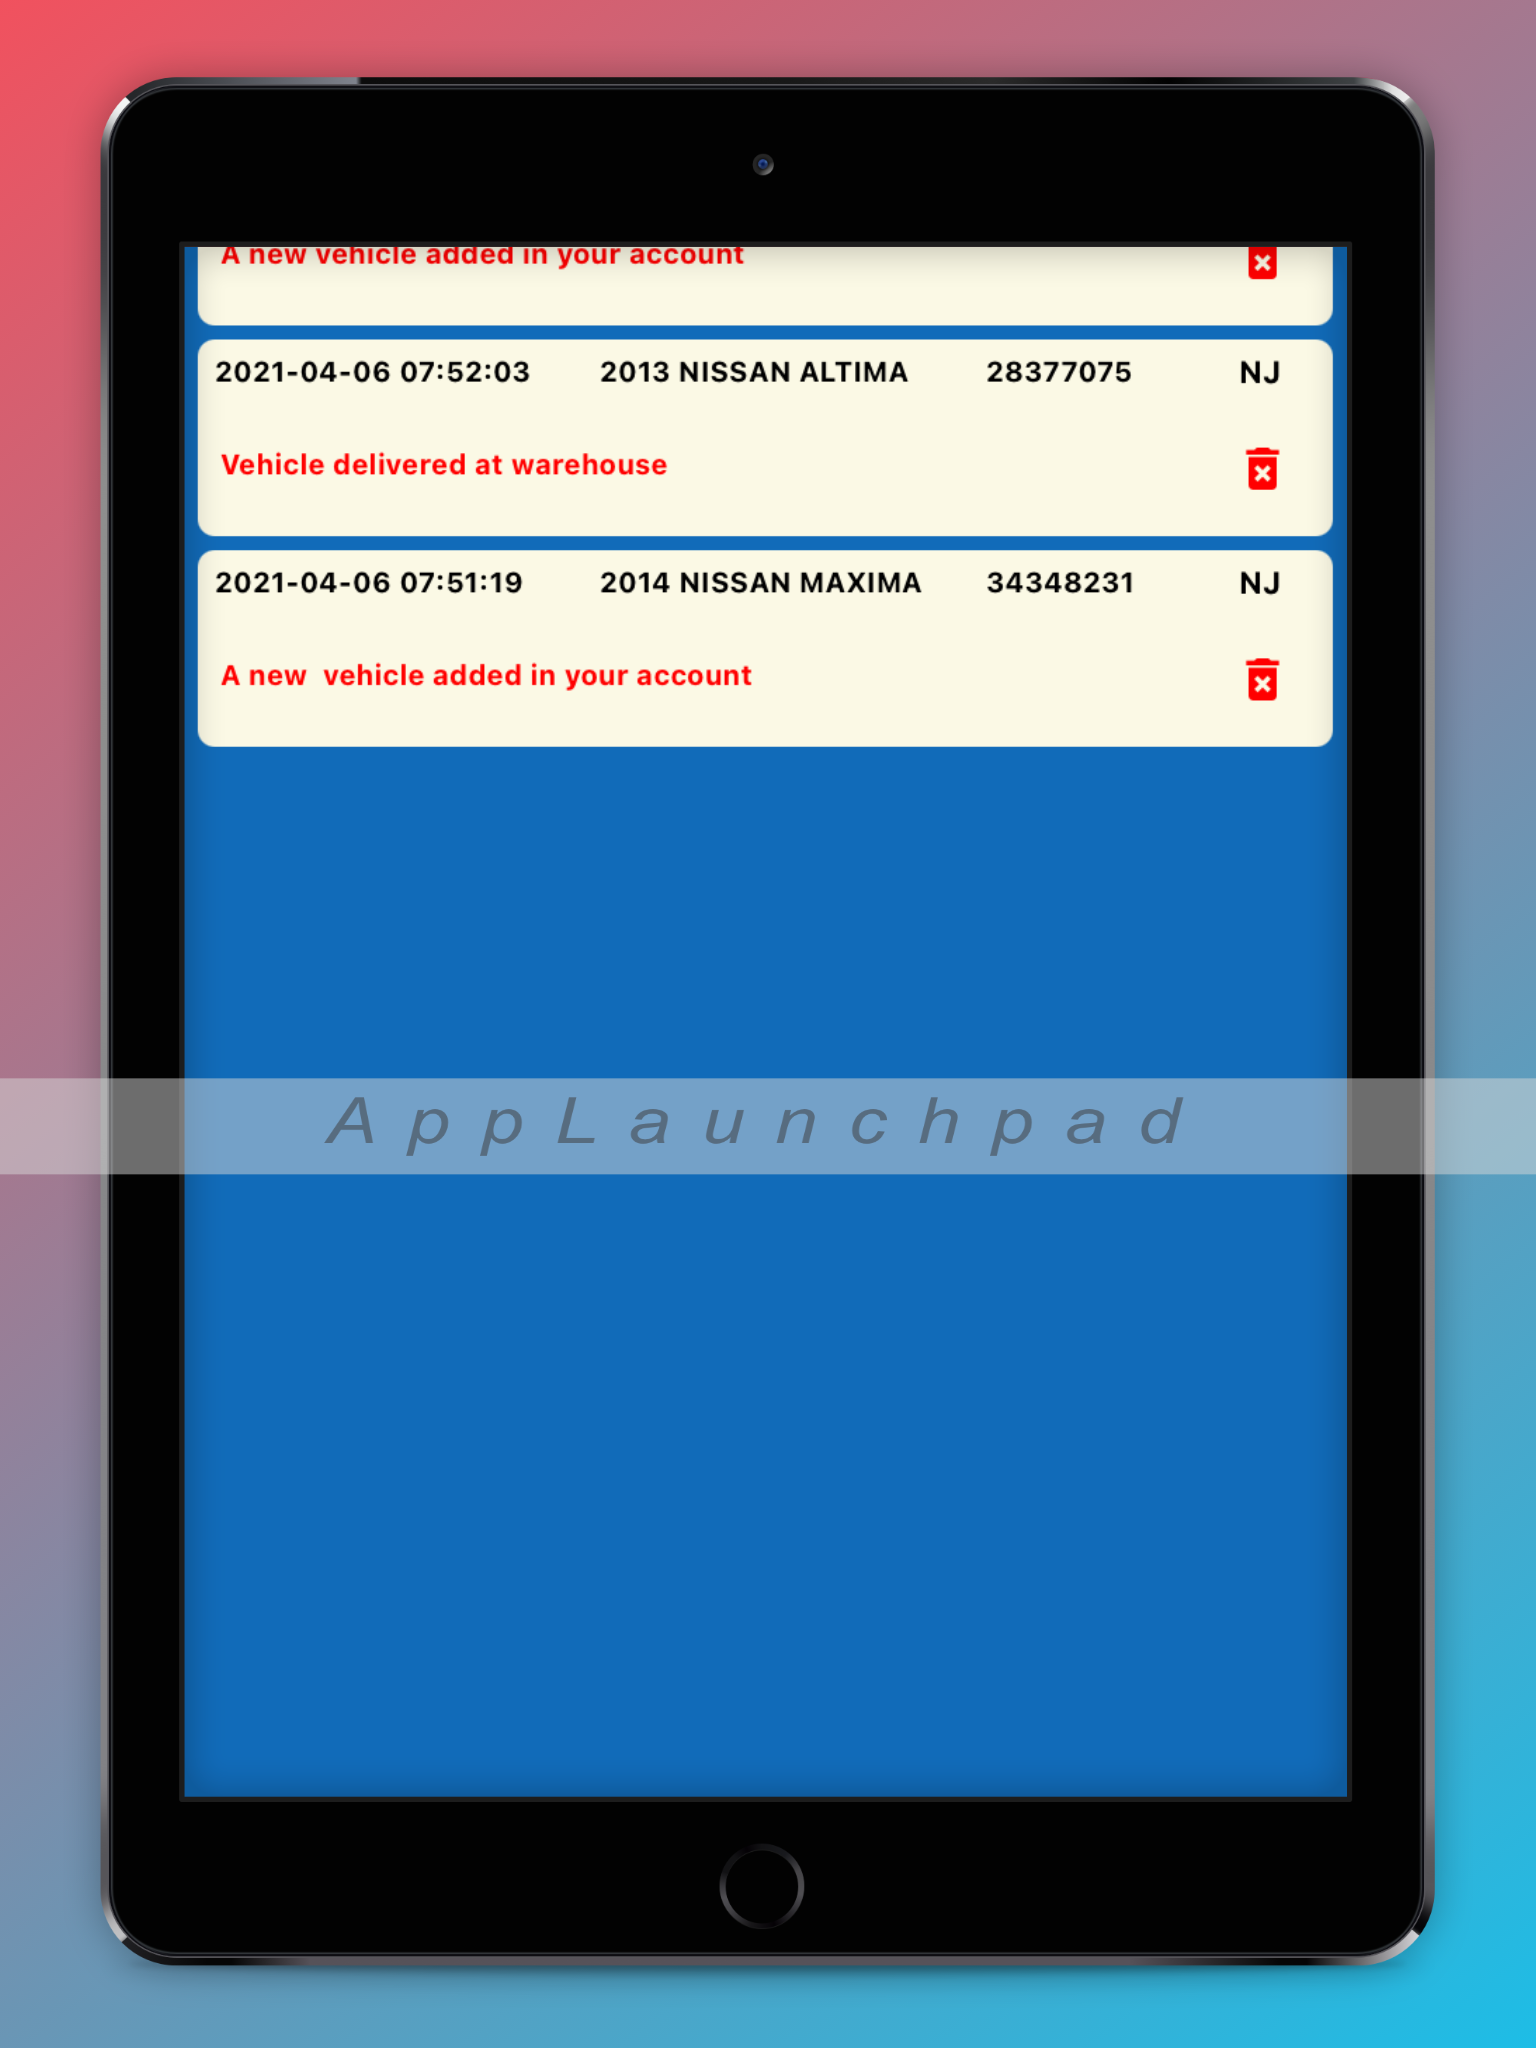 A new vehicle added in your account
2021-04-06 07:52:03 2013 NISSAN ALTIMA 28377075 NJ
Vehicle delivered at warehouse
2021-04-06 07:51:19 2014 NISSAN MAXIMA 34348231 NJ
A new  vehicle added in your account
AppLaunchpad